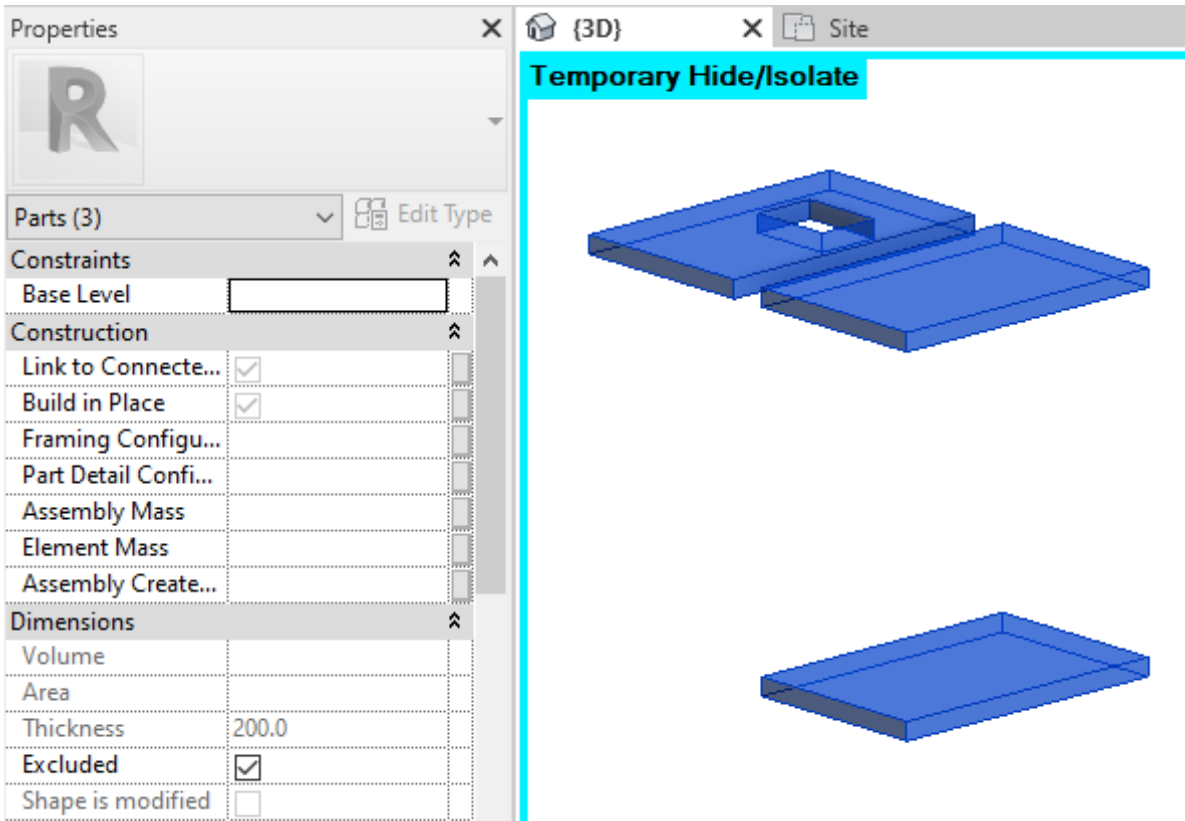 Properties
{3D}
Site
Temporary Hide/Isolate
R
Parts (3)
Edit Type
Constraints
Base Level
Construction
Link to Connecte...
Build in Place
Framing Configu...
Part Detail Confi...
Assembly Mass
Element Mass
Assembly Create...
Dimensions
Volume
Area
Thickness 200.0
Excluded
Shape is modified